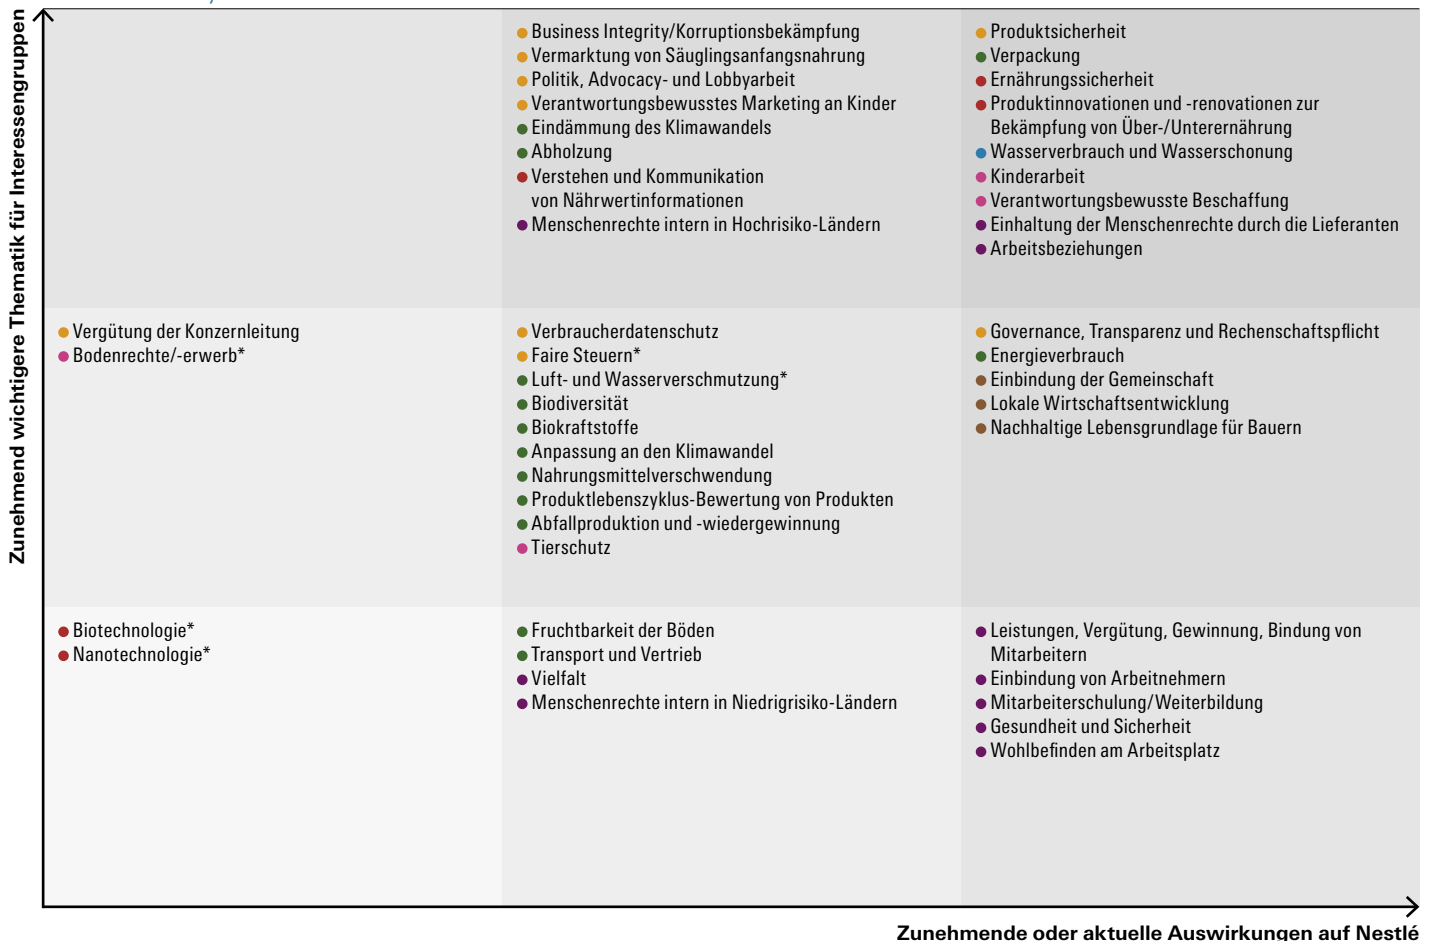 Zunehmend wichtigere Thematik für Interessengruppen
Business Integrity/Korruptionsbekämpfung
Vermarktung von Säuglingsanfangsnahrung
Politik, Advocacy- und Lobbyarbeit
Verantwortungsbewusstes Marketing an Kinder
Eindämmung des Klimawandels
Abholzung
Verstehen und Kommunikation
von Nährwertinformationen
Menschenrechte intern in Hochrisiko-Ländern
Produktsicherheit
Verpackung
Ernährungssicherheit
Produktinnovationen und -renovationen zur
Bekämpfung von Über-/Unterernährung
Wasserverbrauch und Wasserschonung
Kinderarbeit
Verantwortungsbewusste Beschaffung
Einhaltung der Menschenrechte durch die Lieferanten
Arbeitsbeziehungen
Vergütung der Konzernleitung
Bodenrechte/-erwerb*
Verbraucherdatenschutz
Faire Steuern*
Luft- und Wasserverschmutzung*
Biodiversität
Biokraftstoffe
Anpassung an den Klimawandel
Nahrungsmittelverschwendung
Produktlebenszyklus-Bewertung von Produkten
Abfallproduktion und -wiedergewinnung
Tierschutz
Governance, Transparenz und Rechenschaftspflicht
Energieverbrauch
Einbindung der Gemeinschaft
Lokale Wirtschaftsentwicklung
Nachhaltige Lebensgrundlage für Bauern
Biotechnologie*
Nanotechnologie*
Fruchtbarkeit der Böden
Transport und Vertrieb
Vielfalt
Menschenrechte intern in Niedrigrisiko-Ländern
Leistungen, Vergütung, Gewinnung, Bindung von
Mitarbeitern
Einbindung von Arbeitnehmern
Mitarbeiterschulung/Weiterbildung
Gesundheit und Sicherheit
Wohlbefinden am Arbeitsplatz
Zunehmende oder aktuelle Auswirkungen auf Nestlé